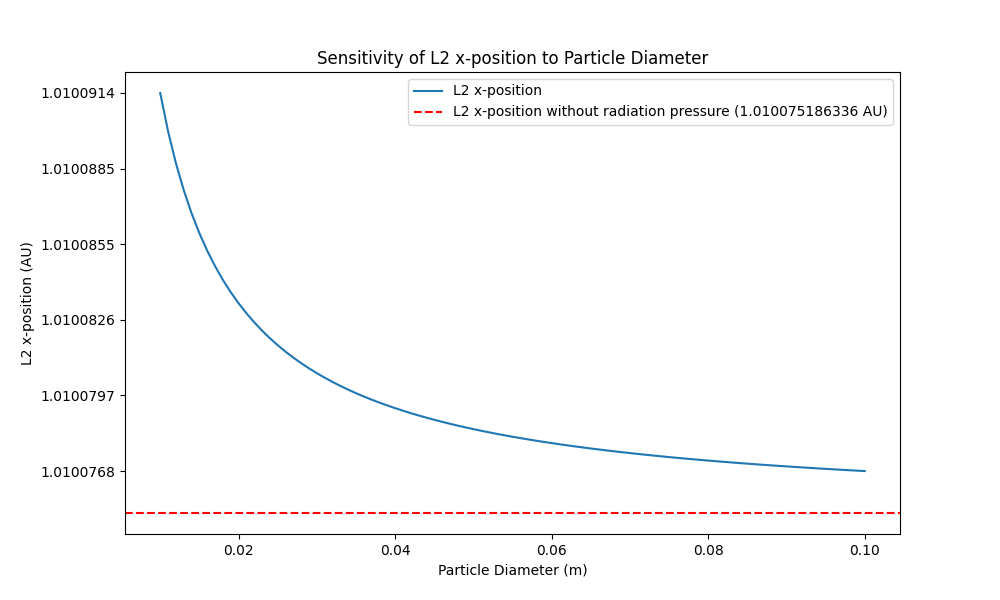 Sensitivity of L2 x-position to Particle Diameter
L2 x-position
L2 x-position without radiation pressure (1.010075186336 AU)
1.0100914
1.0100885
1.0100855
1.0100826
1.0100797
1.0100768
L2 x-position (AU)
0.02 0.04 0.06 0.08 0.10
Particle Diameter (m)